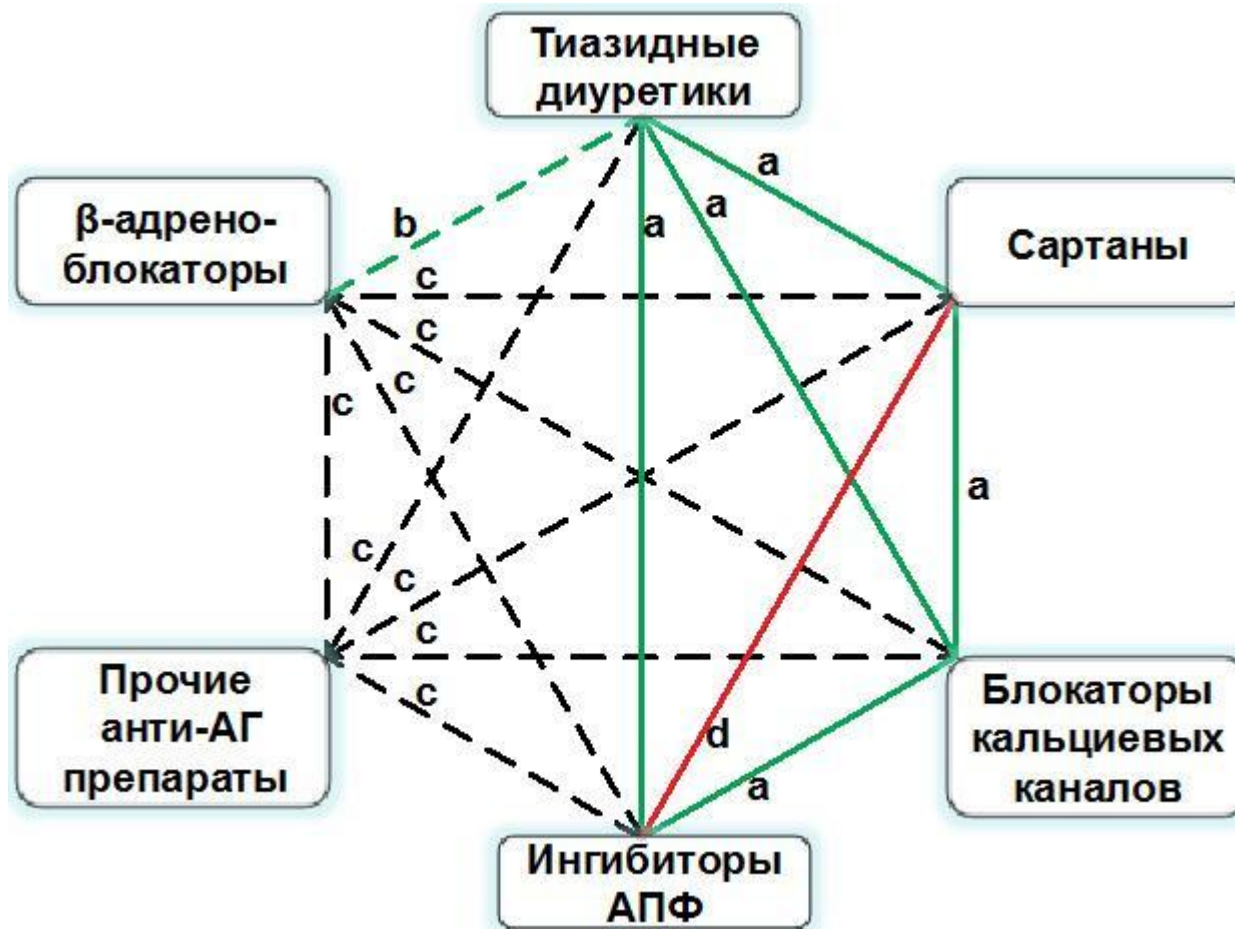 Тиазидные
диуретики
β-адрено-
блокаторы
Сартаны
a
a
b
a
c
c
c
c
a
c
c
c
c
d
a
Прочие
анти-АГ
препараты
Блокаторы
кальциевых
каналов
Ингибиторы
АПФ